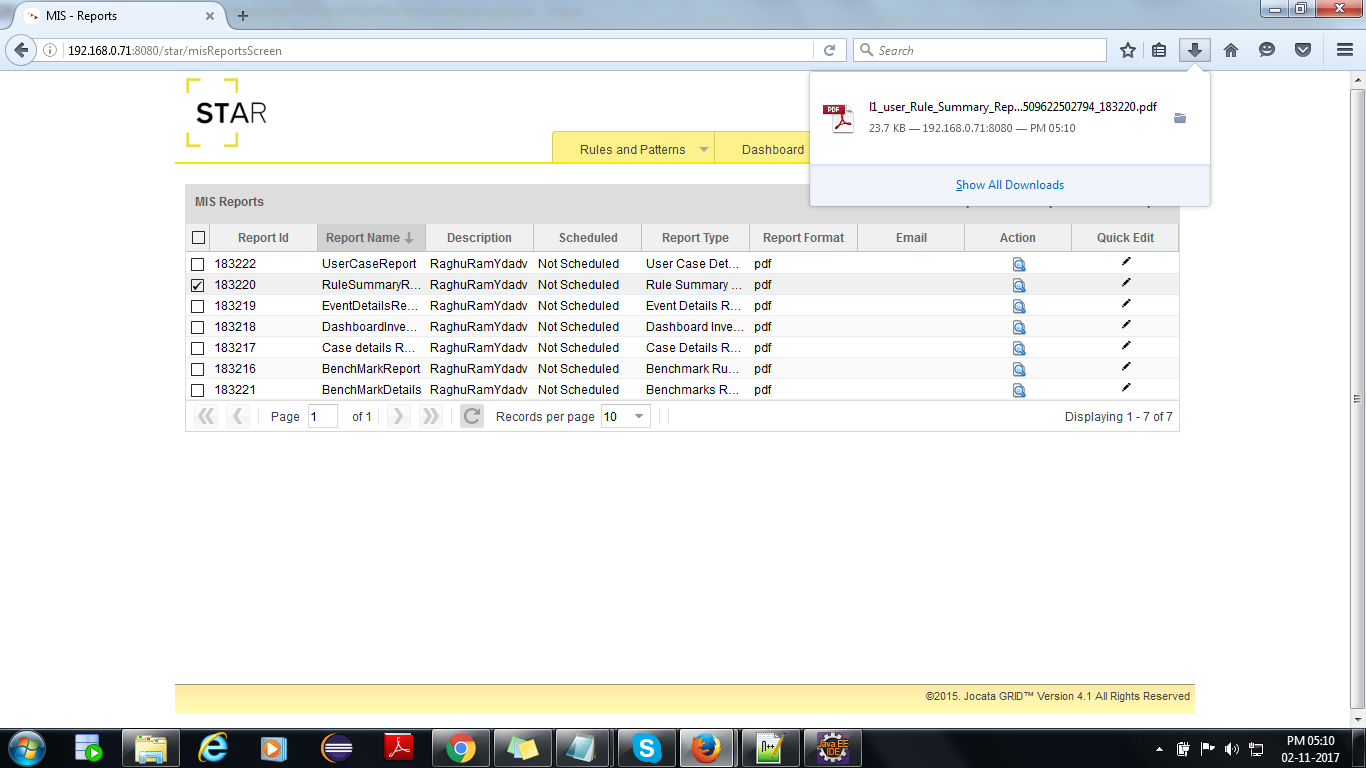 MIS - Reports
192.168.0.71:8080/star/misReportsScreen
Search
PDF
l1_user_Rule_Summary_Rep...509622502794_183220.pdf
23.7 KB — 192.168.0.71:8080 — PM 05:10
Show All Downloads
STAR
Rules and Patterns
Dashboard
MIS Reports
Report Id Report Name Description Scheduled Report Type Report Format Email Action Quick Edit
183222 UserCaseReport RaghuRamYdadv Not Scheduled User Case Det... pdf
183220 RuleSummaryR... RaghuRamYdadv Not Scheduled Rule Summary ... pdf
183219 EventDetailsRe... RaghuRamYdadv Not Scheduled Event Details R... pdf
183218 DashboardInve... RaghuRamYdadv Not Scheduled Dashboard Inve... pdf
183217 Case details R... RaghuRamYdadv Not Scheduled Case Details R... pdf
183216 BenchMarkReport RaghuRamYdadv Not Scheduled Benchmark Ru... pdf
183221 BenchMarkDetails RaghuRamYdadv Not Scheduled Benchmarks R... pdf
Page 1 of 1 Records per page 10 Displaying 1 - 7 of 7
©2015. Jocata GRID™ Version 4.1 All Rights Reserved
Java EE
IDE
PM 05:10
02-11-2017